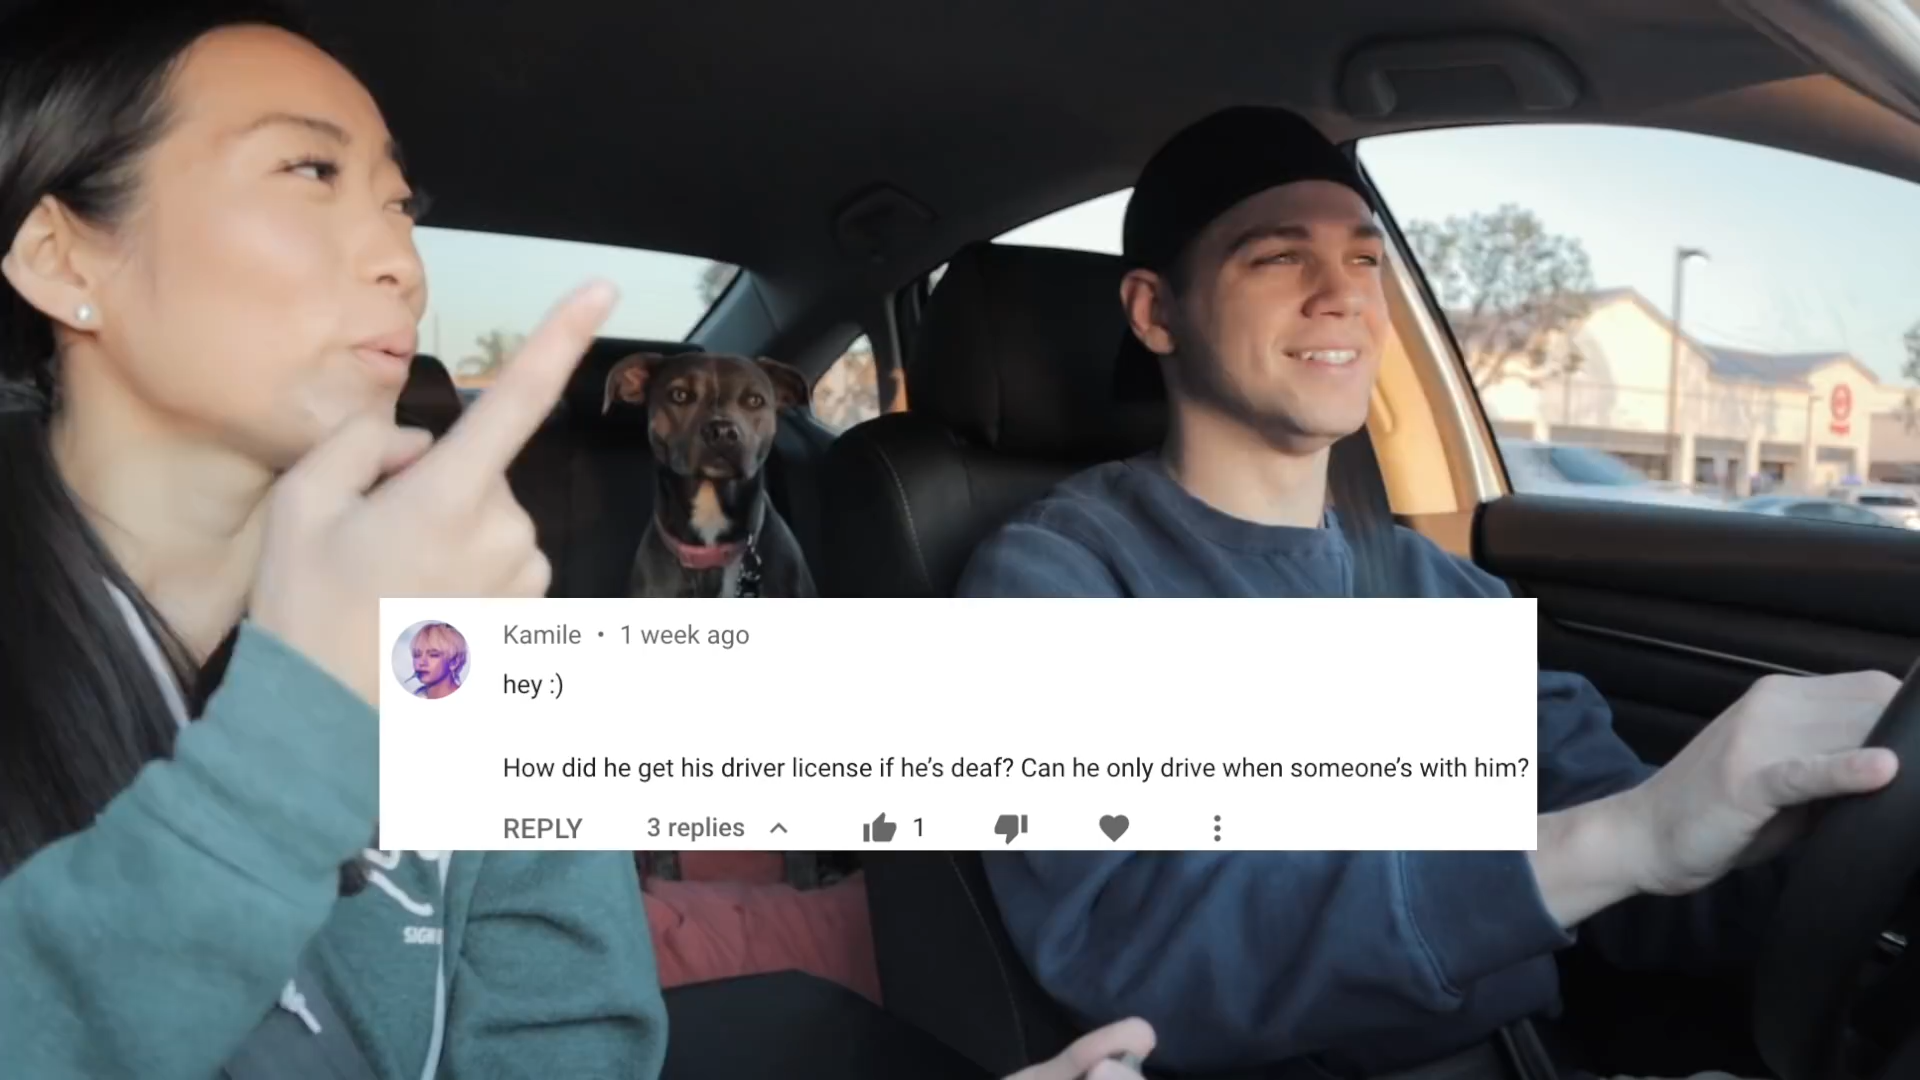 Kamile • 1 week ago
hey :)
How did he get his driver license if he’s deaf? Can he only drive when someone’s with him?
REPLY 3 replies 1